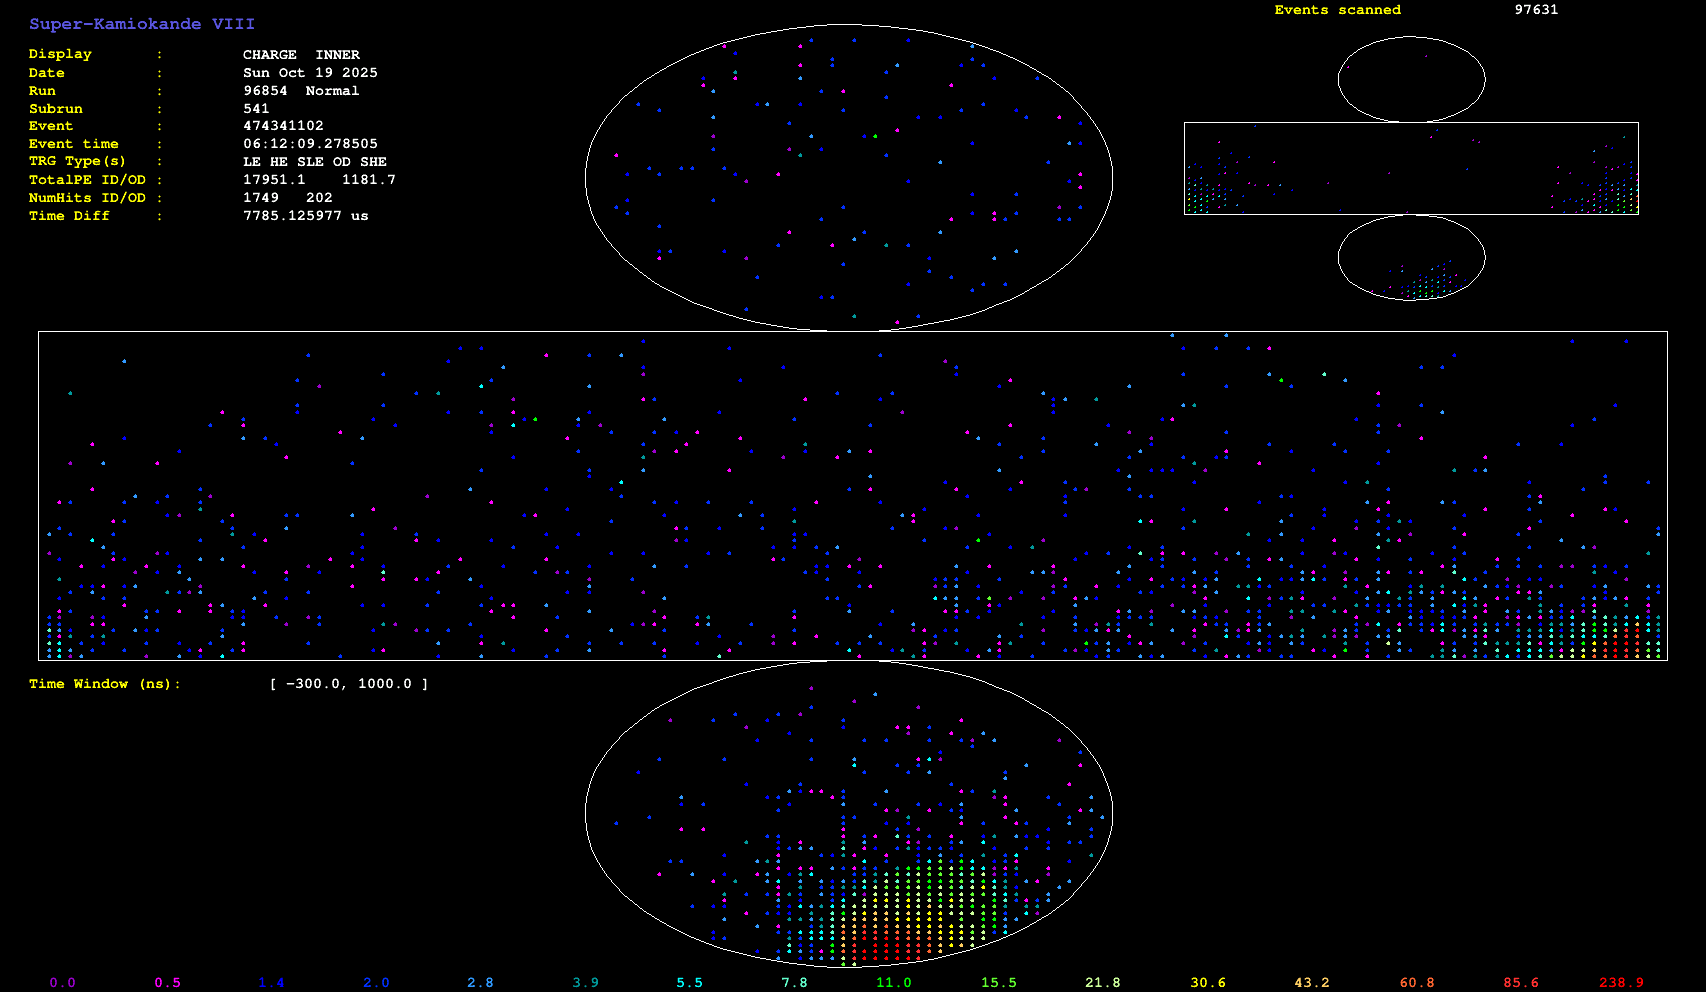 Super-Kamiokande VIII
Events scanned 97631
Display : CHARGE INNER
Date : Sun Oct 19 2025
Run : 96854 Normal
Subrun : 541
Event : 474341102
Event time : 06:12:09.278505
TRG Type(s) : LE HE SLE OD SHE
TotalPE ID/OD : 17951.1 1181.7
NumHits ID/OD : 1749 202
Time Diff : 7785.125977 us
Time Window (ns): [ -300.0, 1000.0 ]
0.0 0.5 1.4 2.0 2.8 3.9 5.5 7.8 11.0 15.5 21.8 30.6 43.2 60.8 85.6 238.9